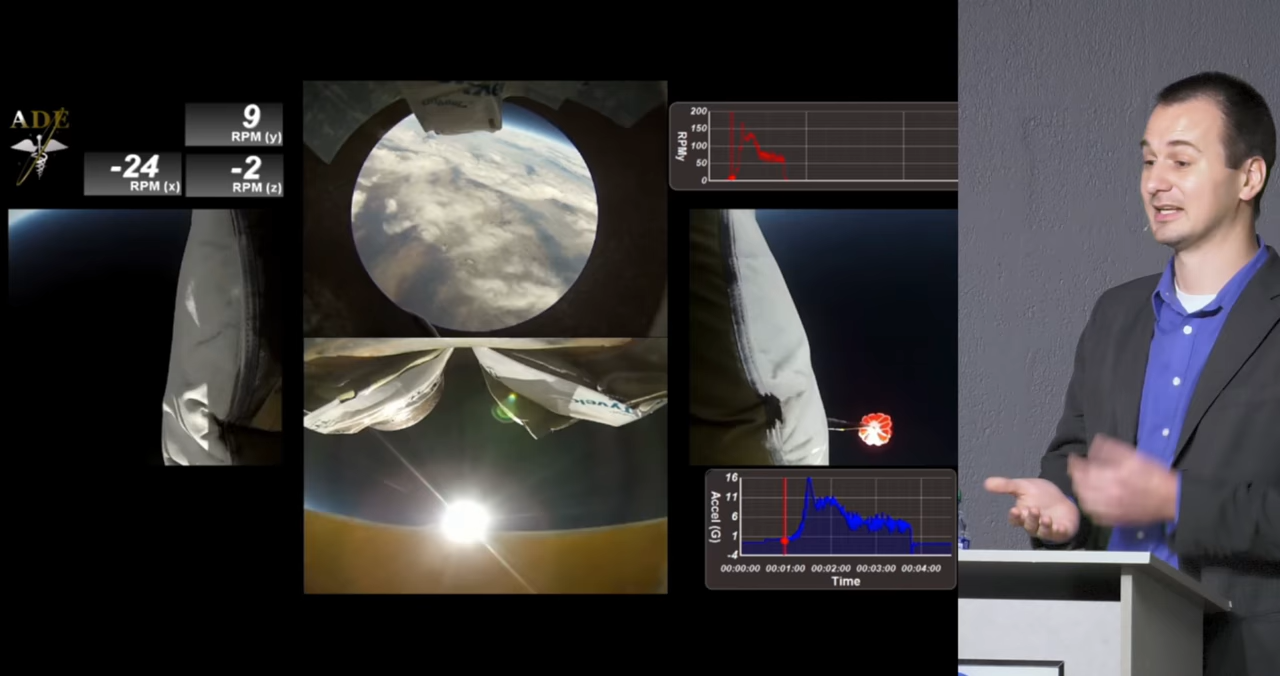 ADE
9
RPM (y)
-24
RPM (x)
-2
RPM (z)
200
150
100
50
0
RPMy
Tyvek
16
11
6
1
-4
Accel (G)
00:00:00 00:01:00 00:02:00 00:03:00 00:04:00
Time